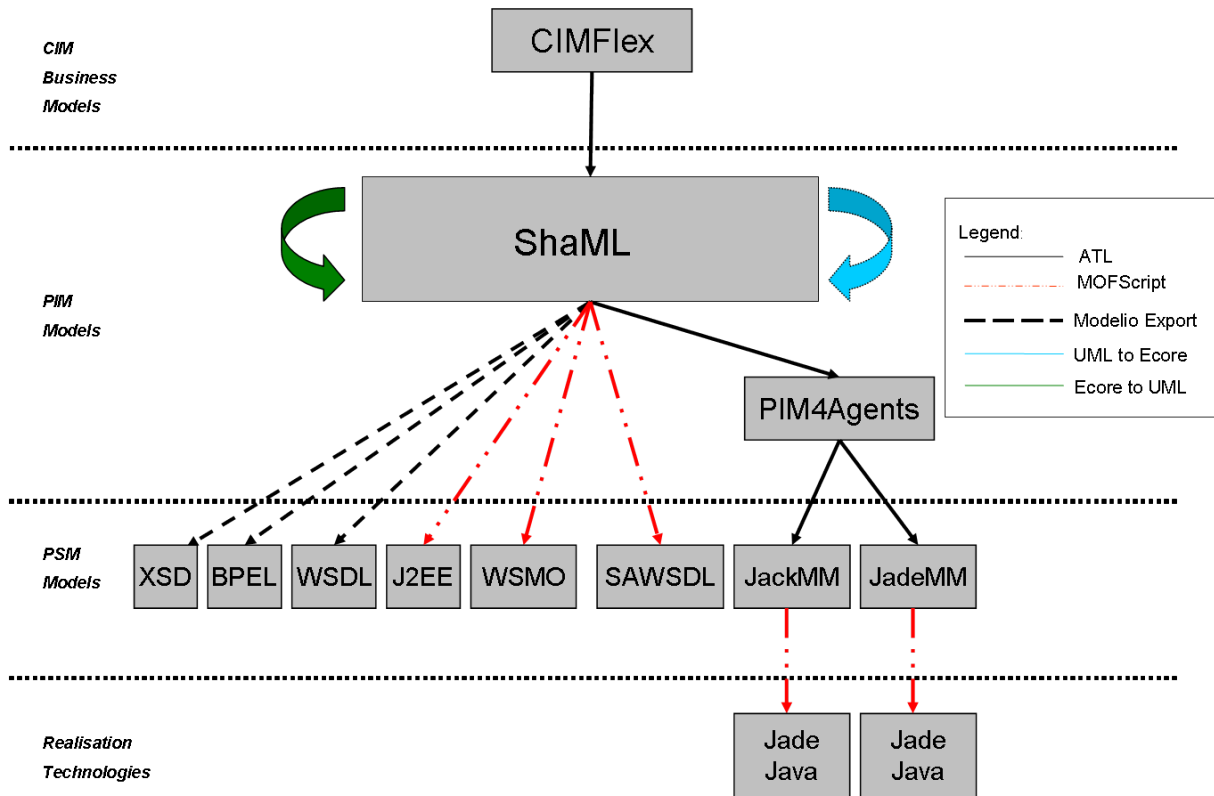 CIM
Business
Models
CIMFlex
ShaML
PIM
Models
Legend:
ATL
MOFScript
Modelio Export
UML to Ecore
Ecore to UML
PIM4Agents
PSM
Models
XSD
BPEL
WSDL
J2EE
WSMO
SAWSDL
JackMM
JadeMM
Realisation
Technologies
Jade
Java
Jade
Java